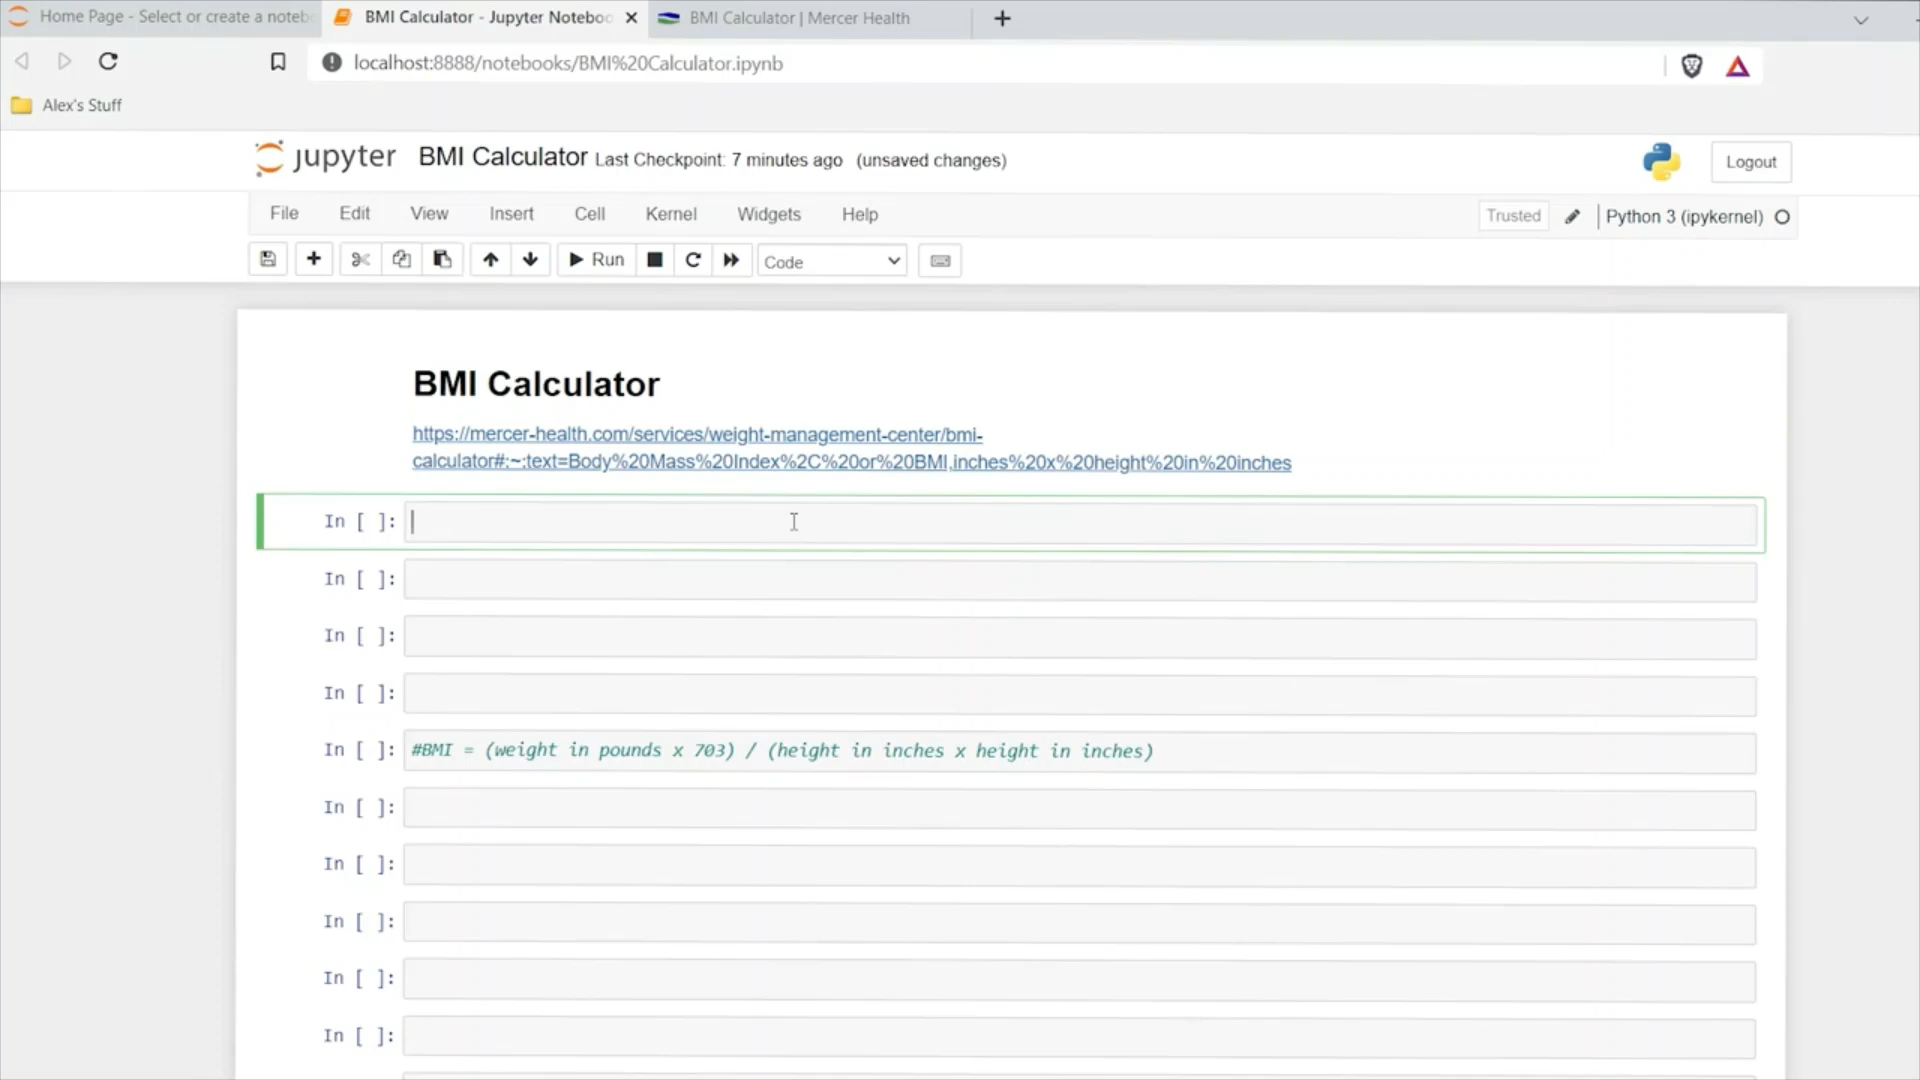 Home Page - Select or create a noteb
BMI Calculator - Jupyter Notebo
BMI Calculator | Mercer Health
localhost:8888/notebooks/BMI%20Calculator.ipynb
Alex's Stuff
jupyter BMI Calculator Last Checkpoint: 7 minutes ago (unsaved changes)
Logout
File Edit View Insert Cell Kernel Widgets Help
Trusted
Python 3 (ipykernel)
Run
Code
BMI Calculator
https://mercer-health.com/services/weight-management-center/bmi-
calculator#:~:text=Body%20Mass%20Index%2C%20or%20BMI,inches%20x%20height%20in%20inches
In [ ]:
In [ ]:
In [ ]:
In [ ]:
In [ ]: #BMI = (weight in pounds x 703) / (height in inches x height in inches)
In [ ]:
In [ ]:
In [ ]:
In [ ]:
In [ ]: